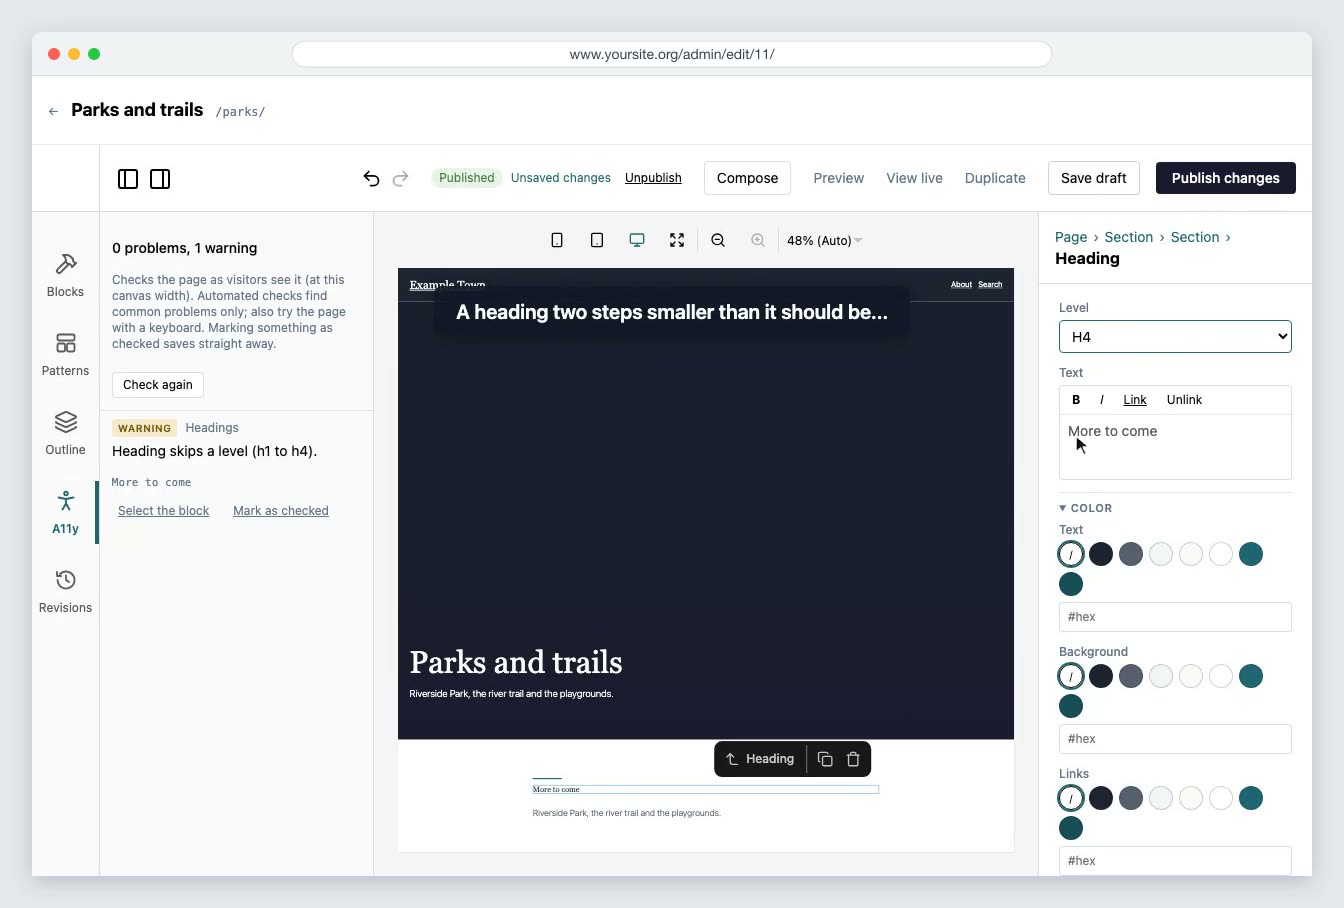 www.yoursite.org/admin/edit/11/
← Parks and trails /parks/
Published Unsaved changes Unpublish Compose Preview View live Duplicate Save draft Publish changes
Blocks
Patterns
Outline
A11y
Revisions
0 problems, 1 warning
Checks the page as visitors see it (at this
canvas width). Automated checks find
common problems only; also try the page
with a keyboard. Marking something as
checked saves straight away.
Check again
WARNING Headings
Heading skips a level (h1 to h4).
More to come
Select the block Mark as checked
48% (Auto)
Example Town About Search
A heading two steps smaller than it should be...
Parks and trails
Riverside Park, the river trail and the playgrounds.
Heading
More to come
Riverside Park, the river trail and the playgrounds.
Page › Section › Section ›
Heading
Level
H4
Text
B I Link Unlink
More to come
COLOR
Text
/
#hex
Background
/
#hex
Links
/
#hex